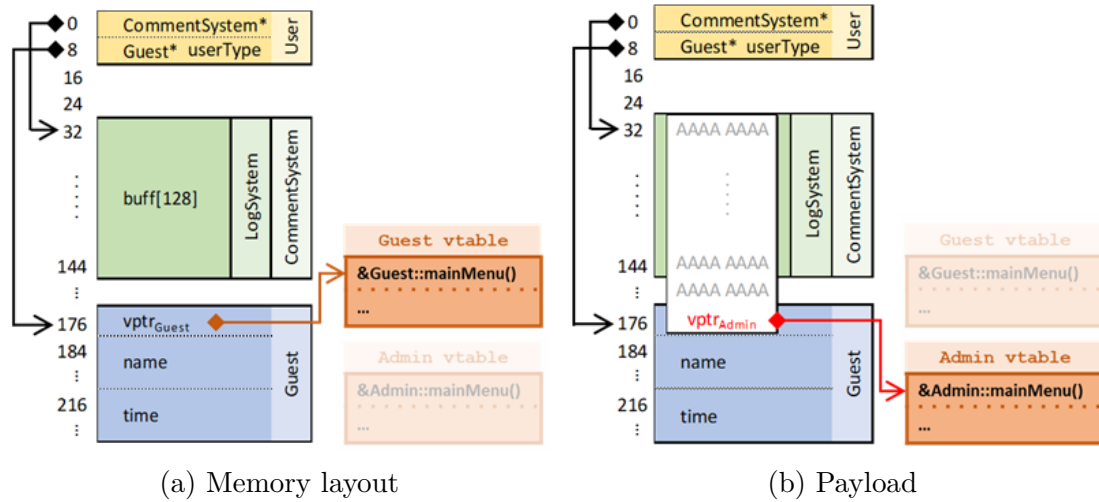 0
CommentSystem*
8
Guest* userType
User
16
24
32
buff[128]
LogSystem
CommentSystem
144
Guest vtable
&Guest::mainMenu()
...
176
vptrGuest
184
name
216
time
Guest
Admin vtable
&Admin::mainMenu()
...
(a) Memory layout
0
CommentSystem*
8
Guest* userType
User
16
24
32
AAAA AAAA
LogSystem
CommentSystem
144
AAAA AAAA
AAAA AAAA
Guest vtable
&Guest::mainMenu()
...
176
vptrAdmin
184
name
216
time
Guest
Admin vtable
&Admin::mainMenu()
...
(b) Payload